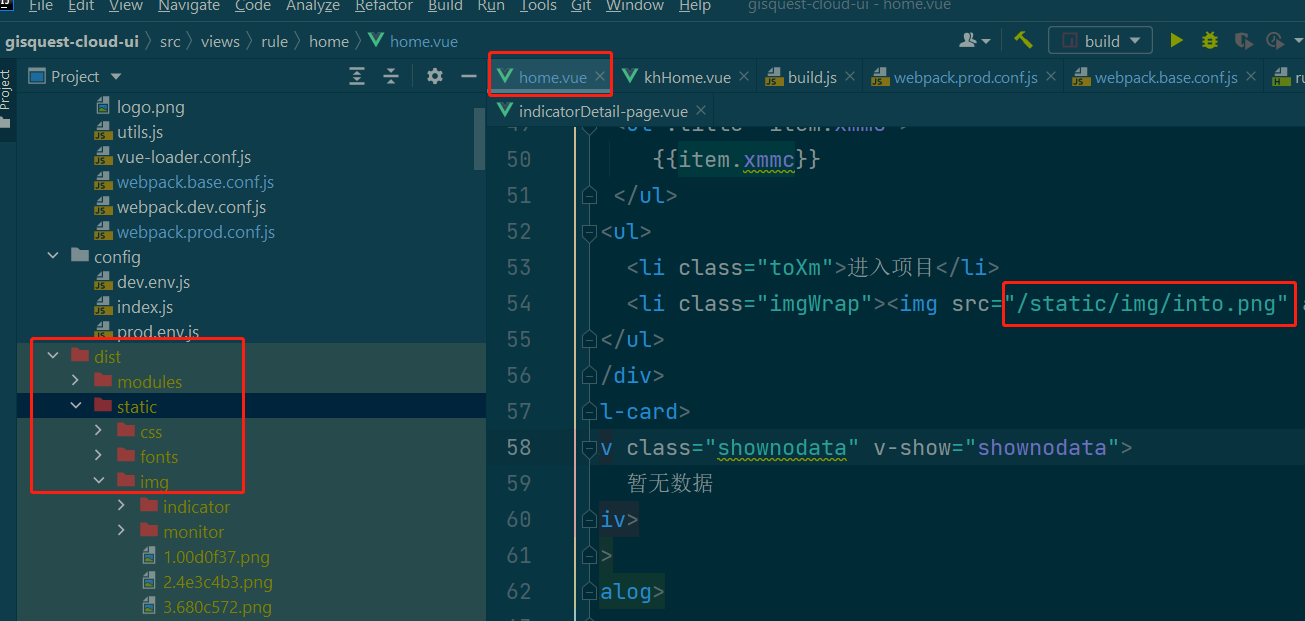 File Edit View Navigate Code Analyze Refactor Build Run Tools Git Window Help gisquest-cloud-ui - home.vue
gisquest-cloud-ui src views rule home home.vue build
Project
Project
home.vue khHome.vue build.js webpack.prod.conf.js webpack.base.conf.js
indicatorDetail-page.vue
logo.png
utils.js
vue-loader.conf.js
webpack.base.conf.js
webpack.dev.conf.js
webpack.prod.conf.js
config
dev.env.js
index.js
prod.env.js
dist
modules
static
css
fonts
img
indicator
monitor
1.00d0f37.png
2.4e3c4b3.png
3.680c572.png
50 {{item.xmmc}}
51 </ul>
52 <ul>
53 <li class="toXm">进入项目</li>
54 <li class="imgWrap"><img src="/static/img/into.png"
55 </ul>
56 /div>
57 l-card>
58 v class="shownodata" v-show="shownodata">
59 暂无数据
60 iv>
61 >
62 alog>